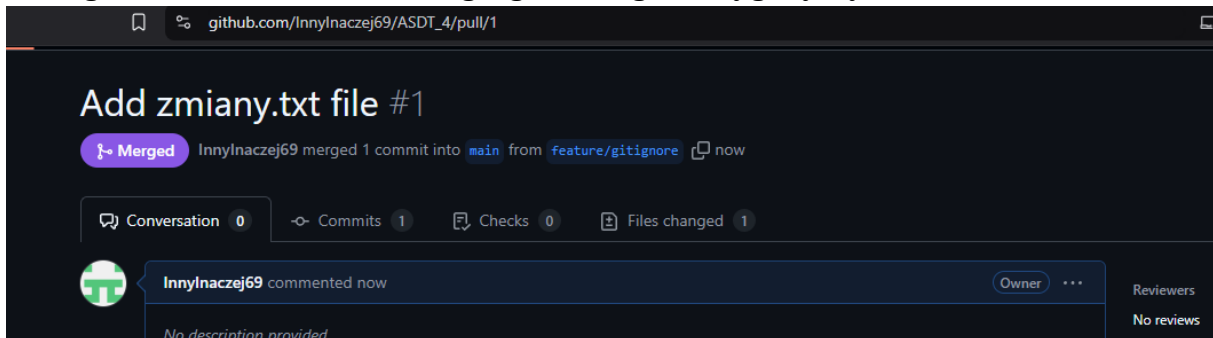 github.com/InnyInaczej69/ASDT_4/pull/1
Add zmiany.txt file #1
Merged InnyInaczej69 merged 1 commit into main from feature/gitignore now
Conversation 0 Commits 1 Checks 0 Files changed 1
InnyInaczej69 commented now Owner
Reviewers
No description provided
No reviews